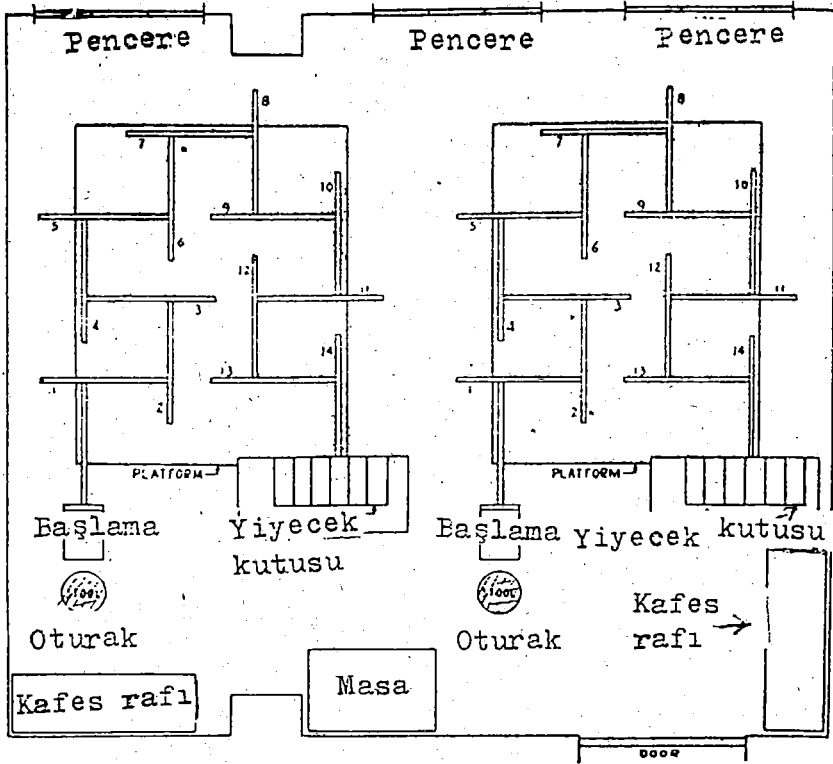 Pencere Pencere Pencere
8
7
10
9
5
6
12
11
3
4
14
1
13
2
PLATFORM
8
7
10
9
5
6
12
11
3
4
14
1
13
2
PLATFORM
Başlama
Yiyecek
kutusu
Başlama
Yiyecek kutusu
Oturak
Oturak
Kafes
rafı
Kafes rafı
Masa
DOOR